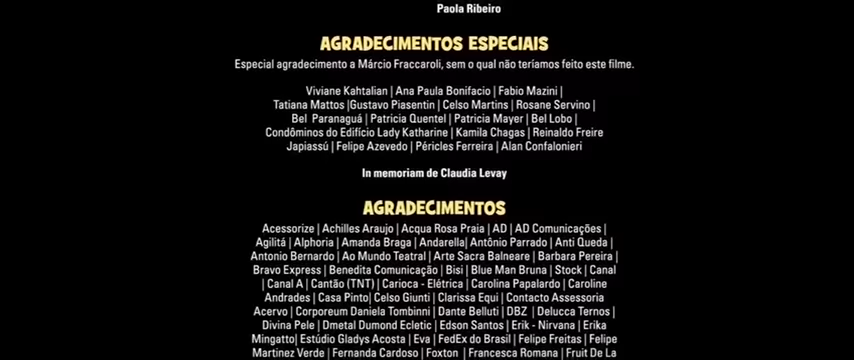 Paola Ribeiro
AGRADECIMENTOS ESPECIAIS
Especial agradecimento a Márcio Fraccaroli, sem o qual não teríamos feito este filme.
Viviane Kahtalian | Ana Paula Bonifacio | Fabio Mazini |
Tatiana Mattos |Gustavo Piasentin | Celso Martins | Rosane Servino |
Bel Paranaguá | Patricia Quentel | Patricia Mayer | Bel Lobo |
Condôminos do Edifício Lady Katharine | Kamila Chagas | Reinaldo Freire
Japiassú | Felipe Azevedo | Péricles Ferreira | Alan Confalonieri
In memoriam de Claudia Levay
AGRADECIMENTOS
Acessorize | Achilles Araujo | Acqua Rosa Praia | AD | AD Comunicações |
Agilitá | Alphoria | Amanda Braga | Andarella| Antônio Parrado | Anti Queda |
Antonio Bernardo | Ao Mundo Teatral | Arte Sacra Balneare | Barbara Pereira |
Bravo Express | Benedita Comunicação | Bisi | Blue Man Bruna | Stock | Canal
| Canal A | Cantão (TNT) | Carioca - Elétrica | Carolina Papalardo | Caroline
Andrades | Casa Pinto| Celso Giunti | Clarissa Equi | Contacto Assessoria
Acervo | Corporeum Daniela Tombinni | Dante Belluti | DBZ | Delucca Ternos |
Divina Pele | Dmetal Dumond Ecletic | Edson Santos | Erik - Nirvana | Erika
Mingatto| Estúdio Gladys Acosta | Eva | FedEx do Brasil | Felipe Freitas | Felipe
Martinez Verde | Fernanda Cardoso | Foxton | Francesca Romana | Fruit De La